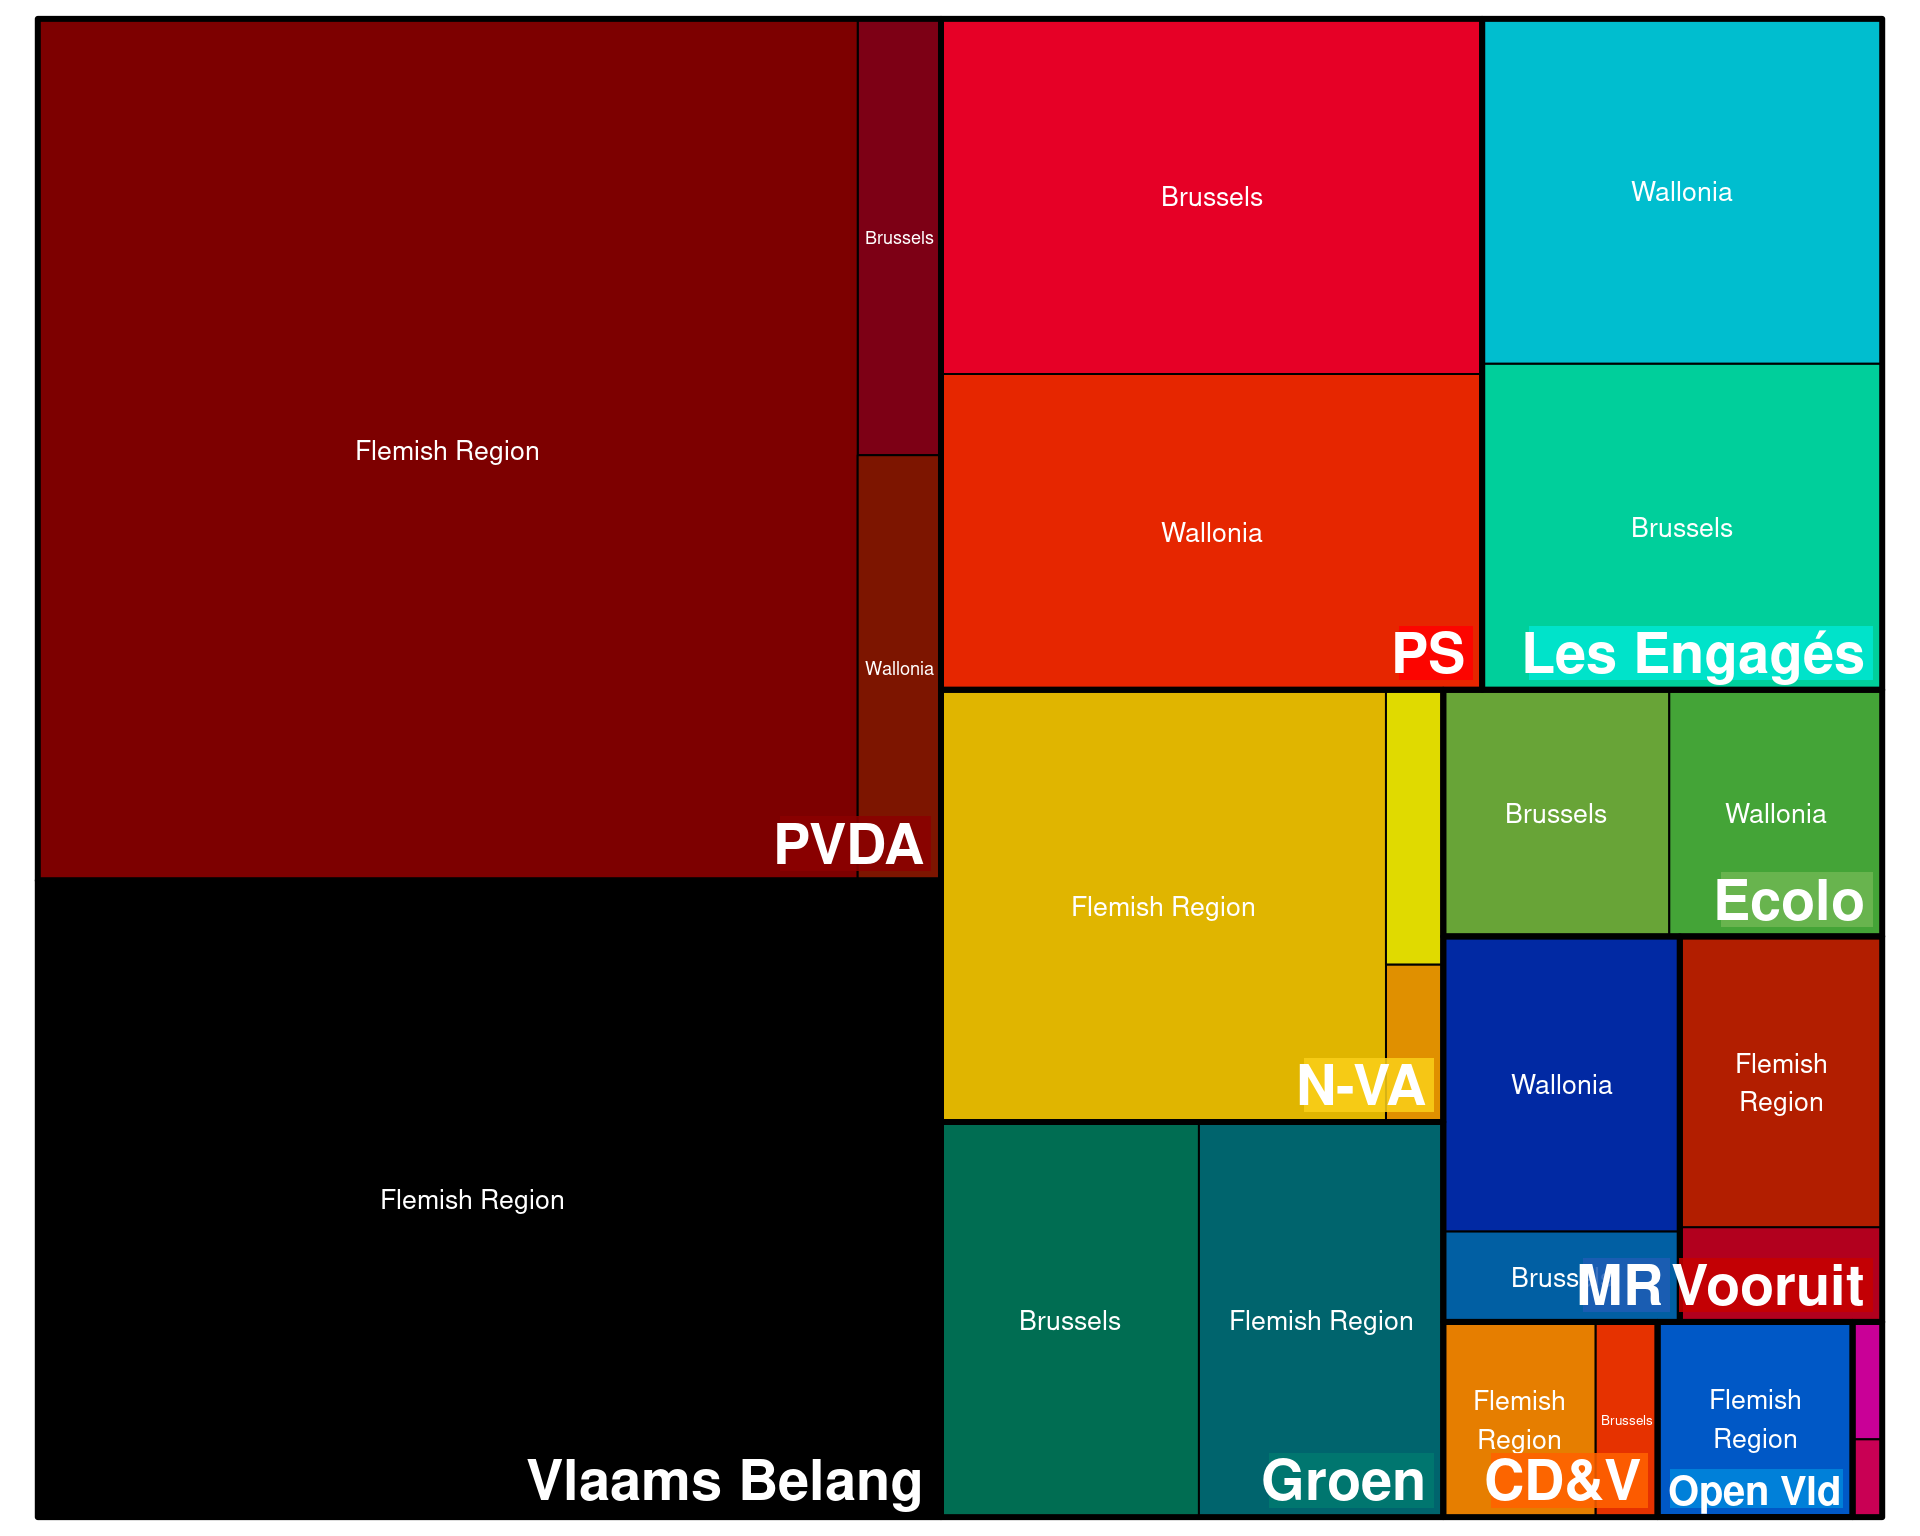 Flemish Region
Brussels
Wallonia
PVDA
Flemish Region
Vlaams Belang
Brussels
Wallonia
PS
Wallonia
Brussels
Les Engagés
Flemish Region
N-VA
Brussels
Flemish Region
Groen
Brussels
Wallonia
Ecolo
Wallonia
Bruss
MR
Flemish
Region
Vooruit
Flemish
Region
Brussels
CD&V
Flemish
Region
Open Vld